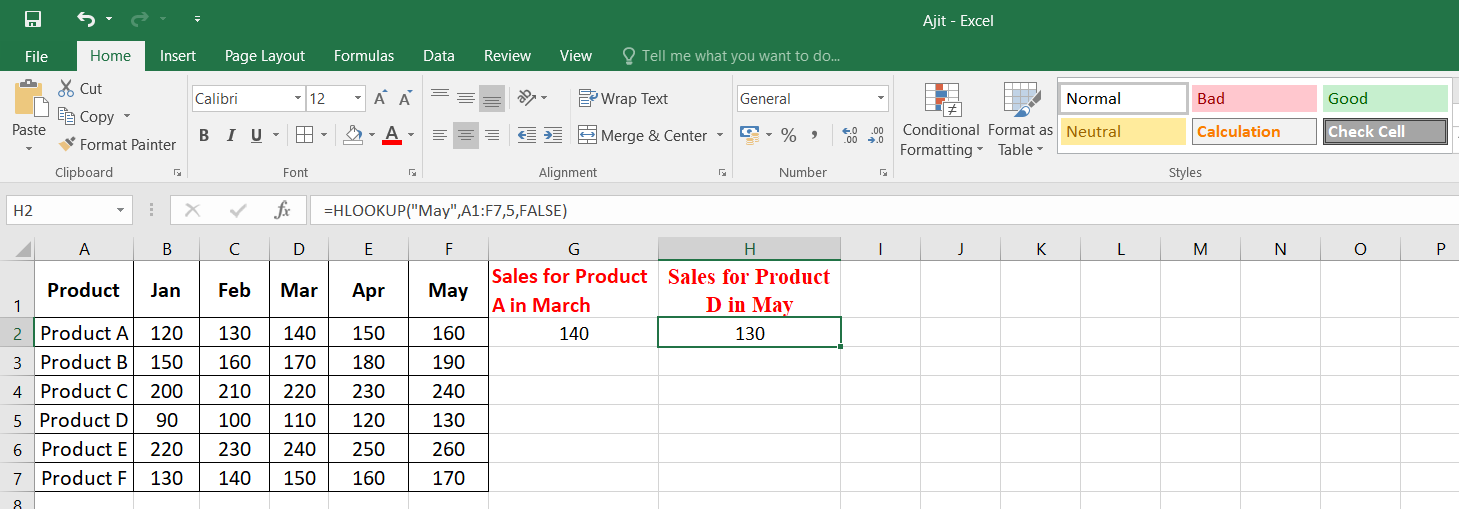 Ajit - Excel
File Home Insert Page Layout Formulas Data Review View Tell me what you want to do...
Paste
Cut
Copy
Format Painter
Clipboard
Calibri 12 A A
B I U A
Font
Wrap Text
Merge & Center
Alignment
General
% , .0 .00 .00 .0
Number
Conditional Formatting
Format as Table
Normal Bad Good
Neutral Calculation Check Cell
Styles
H2 fx =HLOOKUP("May",A1:F7,5,FALSE)
A B C D E F G H I J K L M N O P
1 Product Jan Feb Mar Apr May Sales for Product A in March Sales for Product D in May
2 Product A 120 130 140 150 160 140 130
3 Product B 150 160 170 180 190
4 Product C 200 210 220 230 240
5 Product D 90 100 110 120 130
6 Product E 220 230 240 250 260
7 Product F 130 140 150 160 170
8